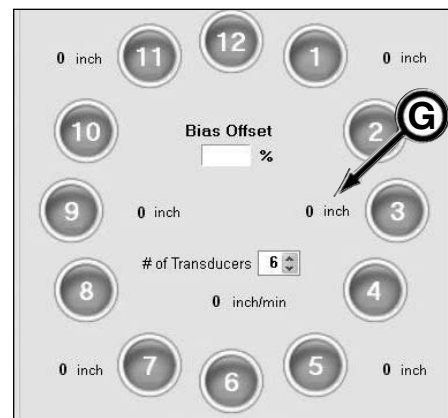 12
0 inch 11 1 0 inch
G
10 Bias Offset 2
%
9 0 inch 0 inch 3
# of Transducers 6
8 4
0 inch/min
0 inch 7 5 0 inch
6